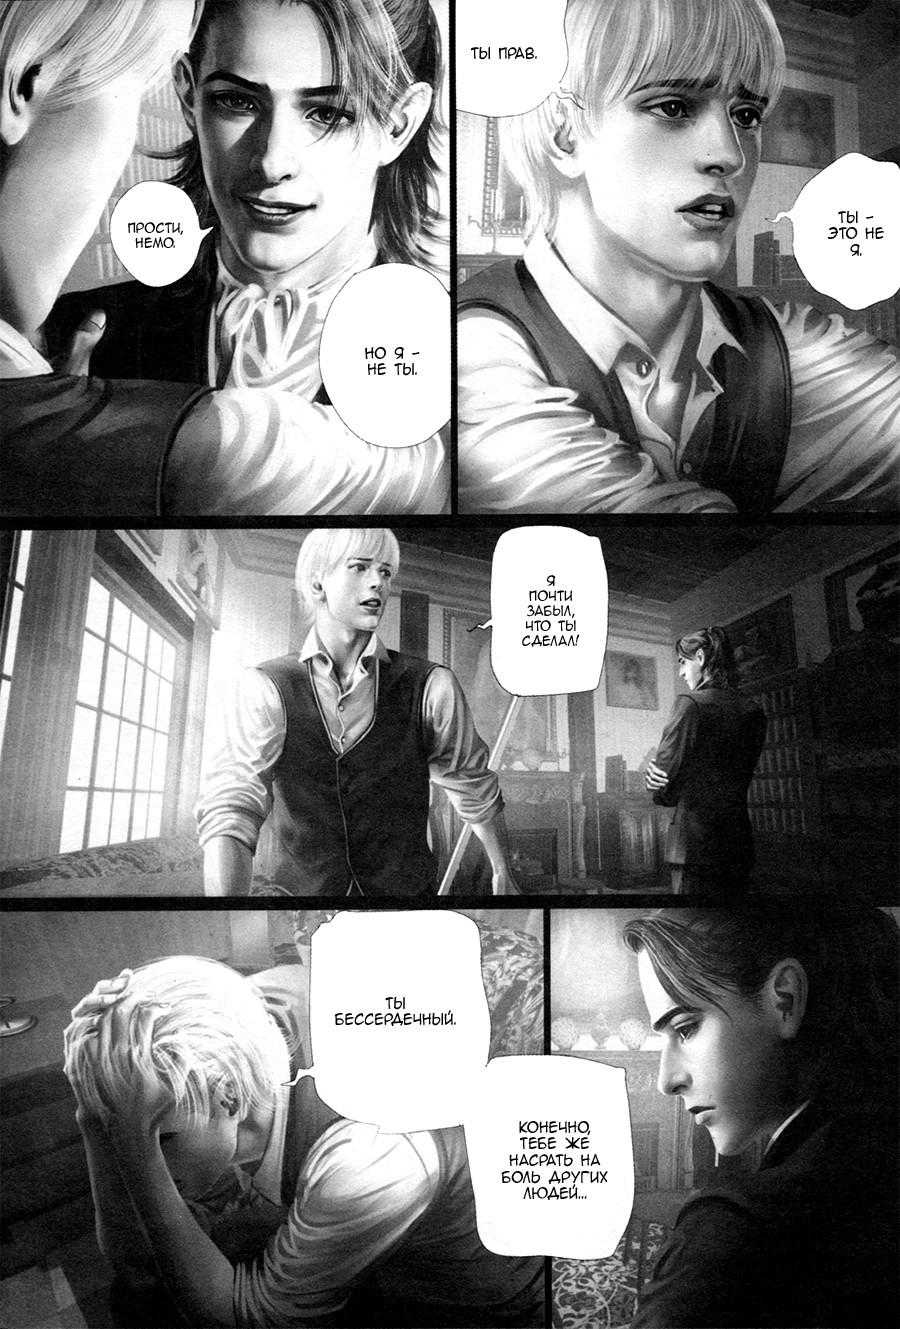 ПРОСТИ,
НЕМО.
НО Я –
НЕ ТЫ.
ТЫ ПРАВ.
ТЫ –
ЭТО НЕ
Я.
Я
ПОЧТИ
ЗАБЫЛ,
ЧТО ТЫ
СДЕЛАЛ!
ТЫ
БЕССЕРДЕЧНЫЙ.
КОНЕЧНО,
ТЕБЕ ЖЕ
НАСРАТЬ НА
БОЛЬ ДРУГИХ
ЛЮДЕЙ...